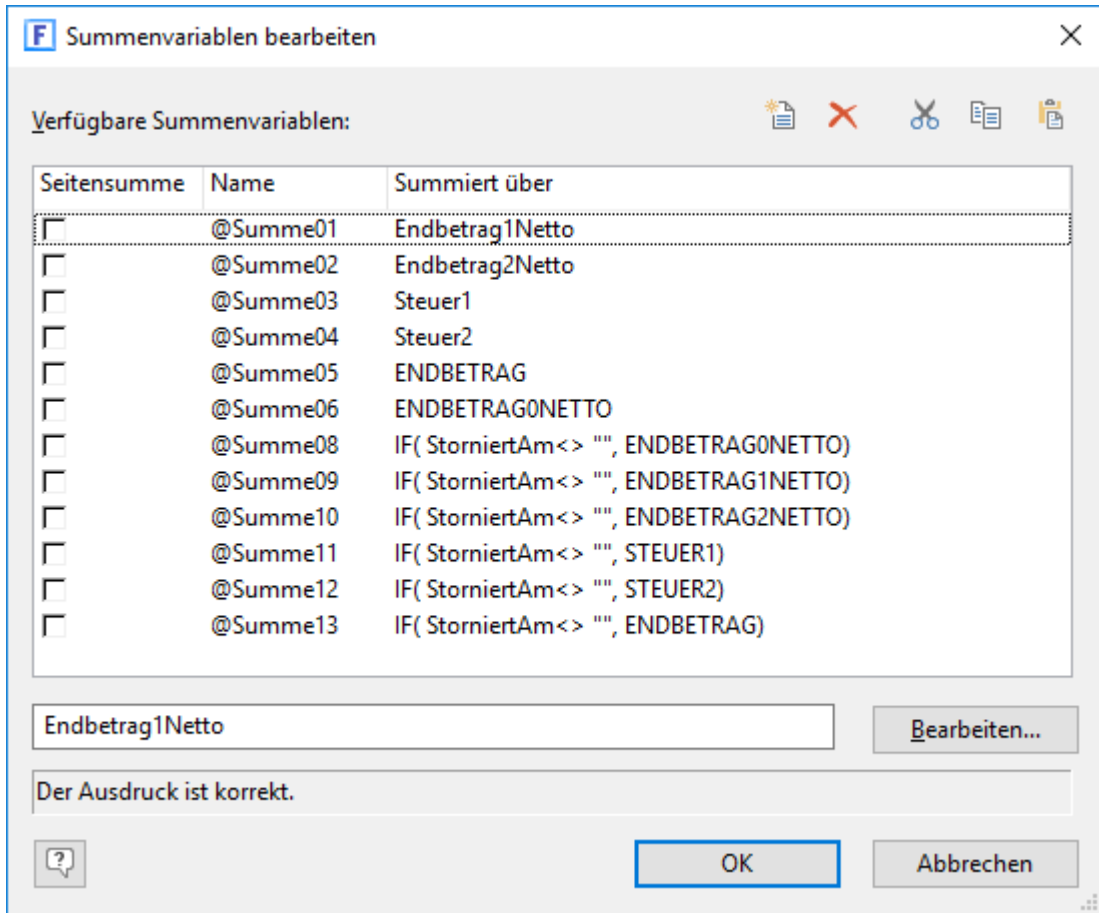 F Summenvariablen bearbeiten
Verfügbare Summenvariablen:
Seitensumme Name Summiert über
@Summe01 Endbetrag1Netto
@Summe02 Endbetrag2Netto
@Summe03 Steuer1
@Summe04 Steuer2
@Summe05 ENDBETRAG
@Summe06 ENDBETRAG0NETTO
@Summe08 IF( StorniertAm<> "", ENDBETRAG0NETTO)
@Summe09 IF( StorniertAm<> "", ENDBETRAG1NETTO)
@Summe10 IF( StorniertAm<> "", ENDBETRAG2NETTO)
@Summe11 IF( StorniertAm<> "", STEUER1)
@Summe12 IF( StorniertAm<> "", STEUER2)
@Summe13 IF( StorniertAm<> "", ENDBETRAG)
Endbetrag1Netto Bearbeiten...
Der Ausdruck ist korrekt.
? OK Abbrechen